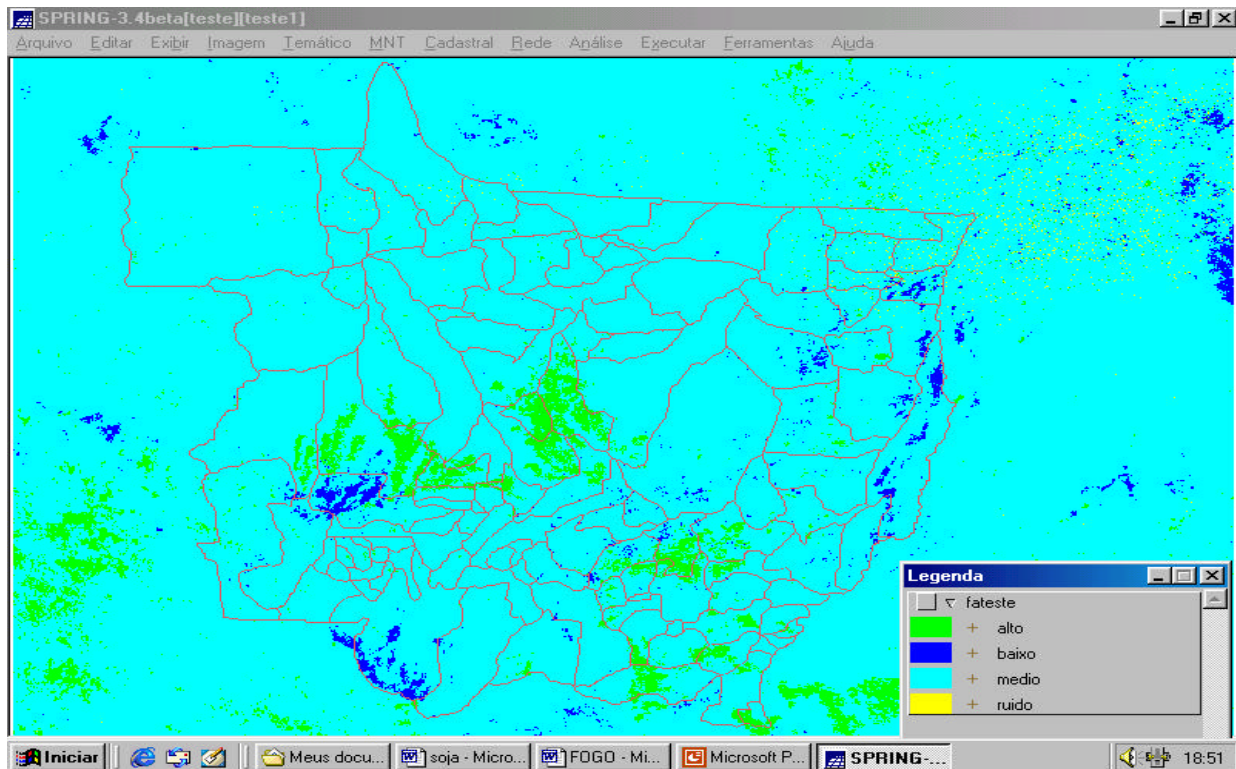 SPRING-3.4beta[teste][teste1]
Arquivo Editar Exibir Imagem Temático MNT Cadastral Rede Análise Executar Ferramentas Ajuda
Legenda
fateste
alto
baixo
medio
ruido
Iniciar Meus docu... soja - Micro... FOGO - Mi... Microsoft P... SPRING-... 18:51